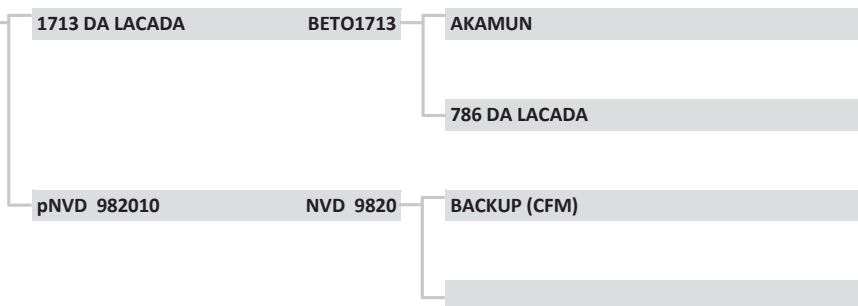 1713 DA LACADA BETO1713 AKAMUN
786 DA LACADA
pNVD 982010 NVD 9820 BACKUP (CFM)